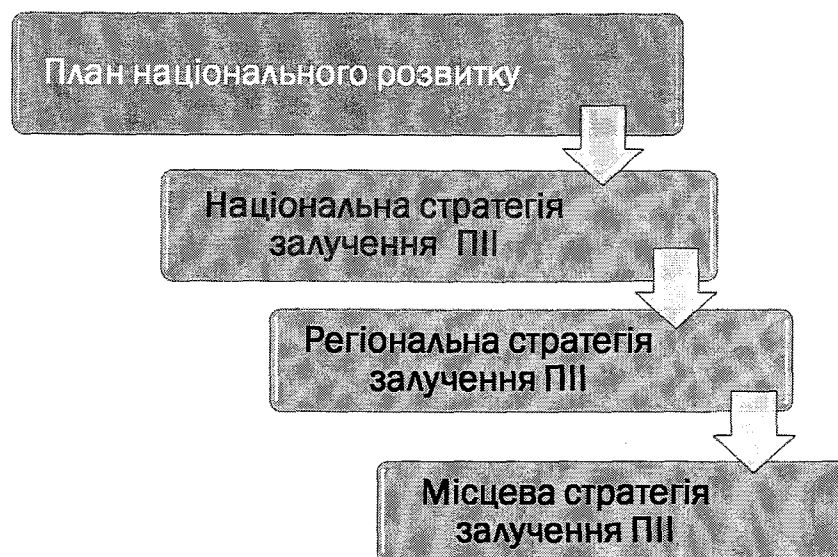 План національного розвитку
Національна стратегія
залучення ПІІ
Регіональна стратегія
залучення ПІІ
Місцева стратегія
залучення ПІІ